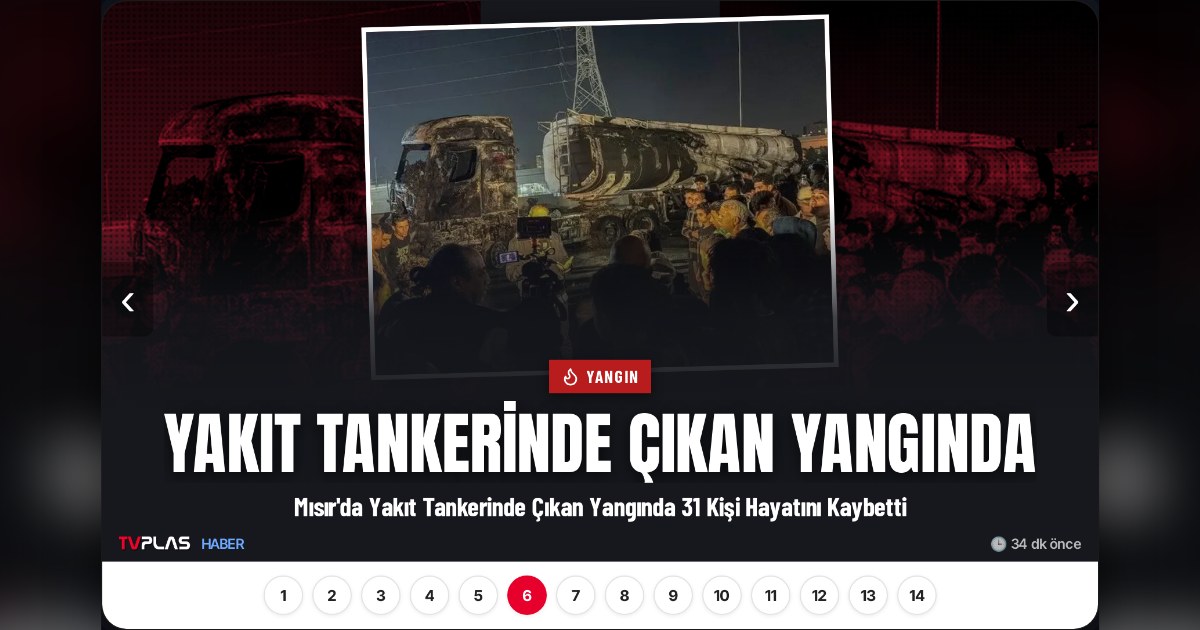 YANGIN
YAKIT TANKERİNDE ÇIKAN YANGINDA
Mısır'da Yakıt Tankerinde Çıkan Yangında 31 Kişi Hayatını Kaybetti
TVPLAS HABER
34 dk önce
1 2 3 4 5 6 7 8 9 10 11 12 13 14